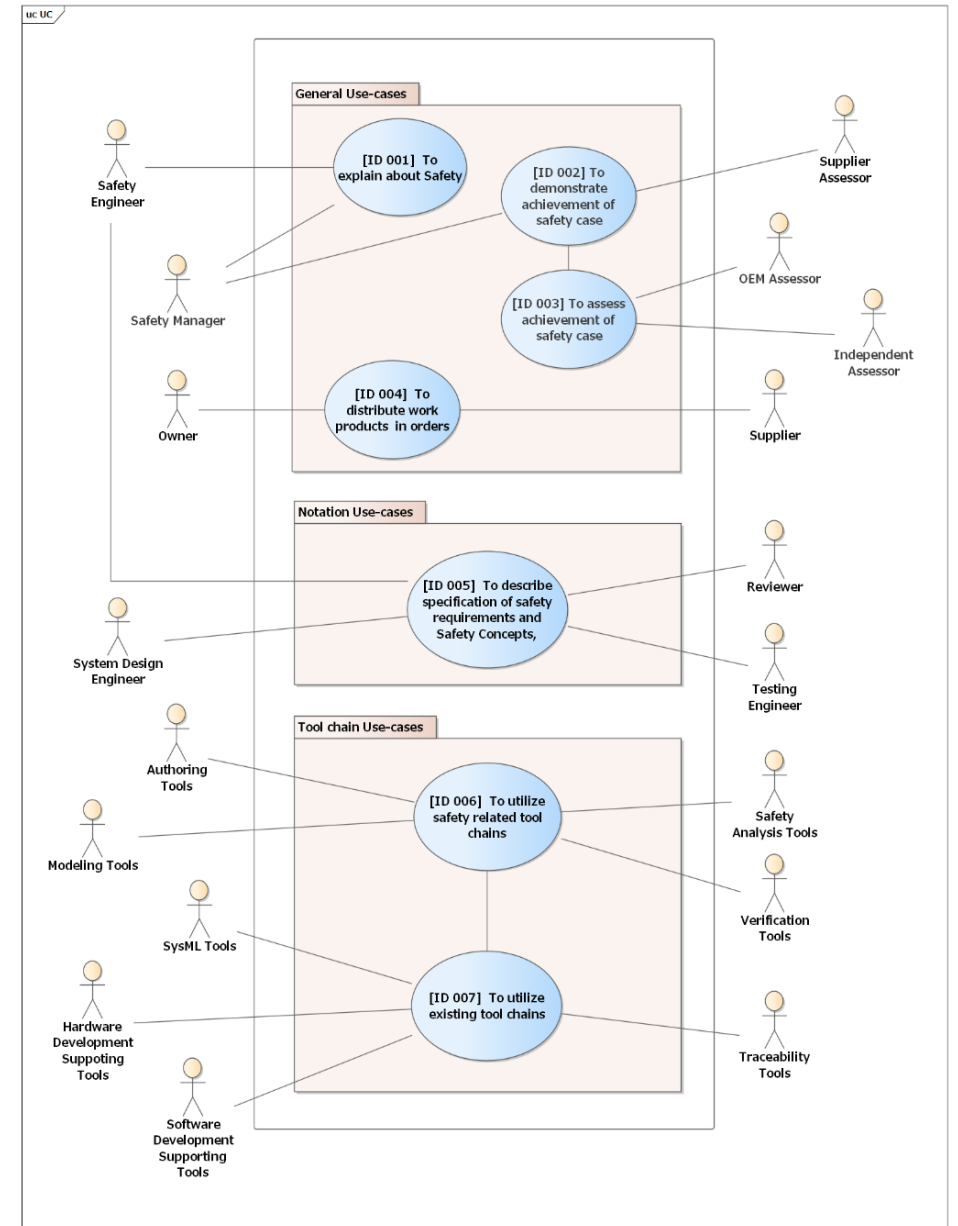 uc UC
General Use-cases
[ID 001] To
explain about Safety
[ID 002] To
demonstrate
achievement of
safety case
Supplier
Assessor
Safety
Engineer
OEM Assessor
[ID 003] To assess
achievement of
safety case
Safety Manager
Independent
Assessor
[ID 004] To
distribute work
products in orders
Owner
Supplier
Notation Use-cases
[ID 005] To describe
specification of safety
requirements and
Safety Concepts,
Reviewer
System Design
Engineer
Testing
Engineer
Tool chain Use-cases
Authoring
Tools
[ID 006] To utilize
safety related tool
chains
Safety
Analysis Tools
Modeling Tools
Verification
Tools
SysML Tools
[ID 007] To utilize
existing tool chains
Hardware
Development
Suppoting
Tools
Traceability
Tools
Software
Development
Supporting
Tools